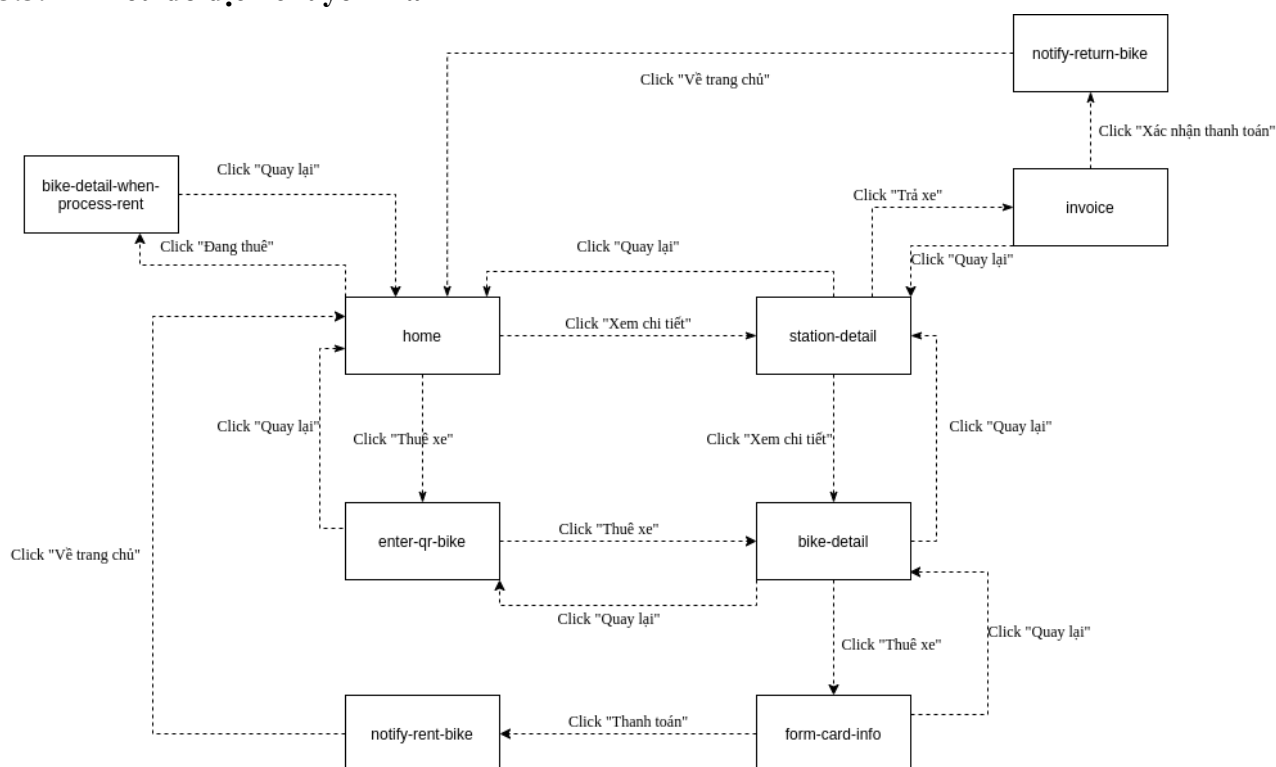 notify-return-bike
Click "Về trang chủ"
Click "Xác nhận thanh toán"
Click "Quay lại"
bike-detail-when-
process-rent
Click "Trả xe"
invoice
Click "Đang thuê"
Click "Quay lại"
Click "Quay lại"
Click "Xem chi tiết"
home
station-detail
Click "Quay lại"
Click "Thuê xe"
Click "Xem chi tiết"
Click "Quay lại"
Click "Thuê xe"
enter-qr-bike
bike-detail
Click "Về trang chủ"
Click "Quay lại"
Click "Quay lại"
Click "Thuê xe"
Click "Thanh toán"
notify-rent-bike
form-card-info